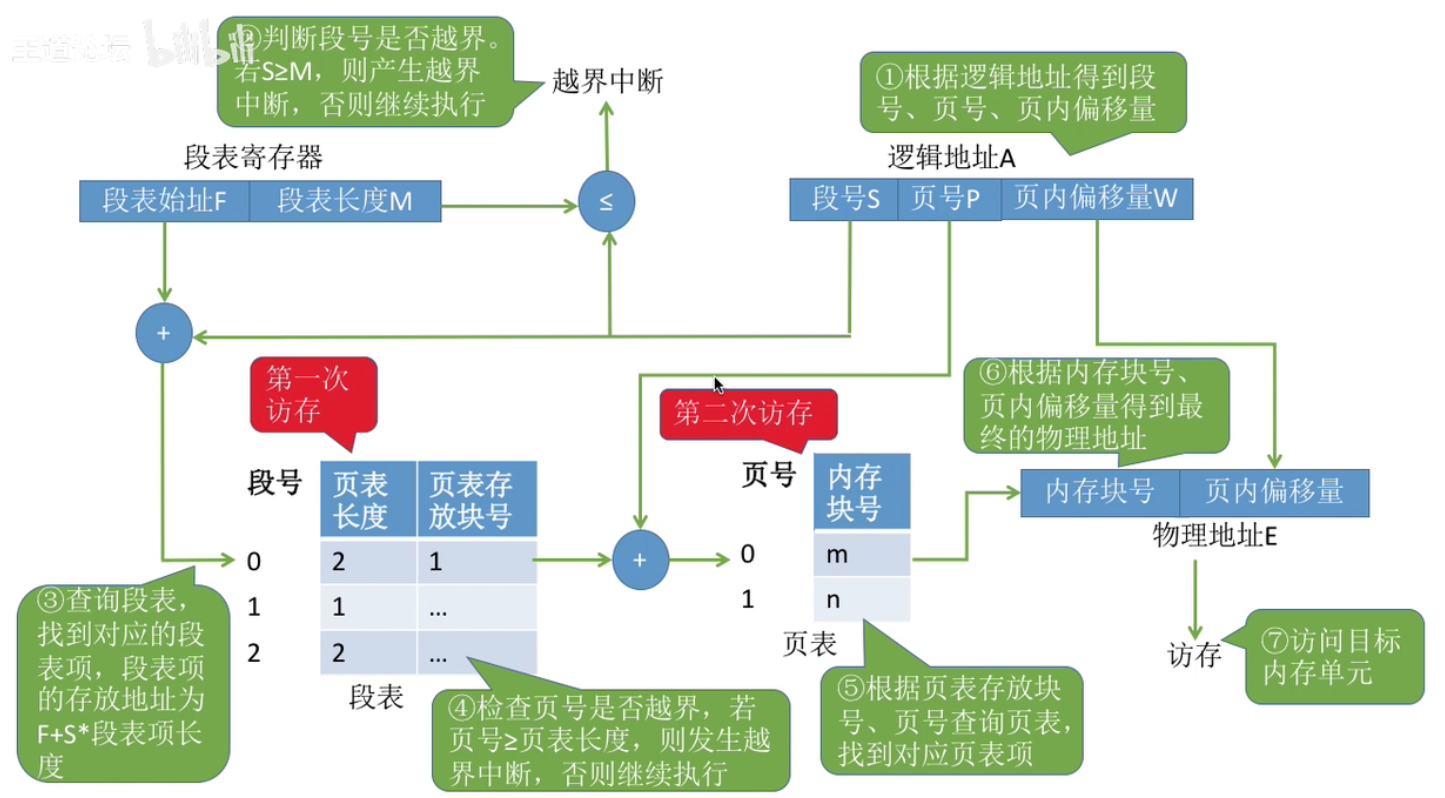 王道论坛 bilibili
②判断段号是否越界。
若S≥M，则产生越界
中断，否则继续执行
越界中断
①根据逻辑地址得到段
号、页号、页内偏移量
段表寄存器
逻辑地址A
段表始址F 段表长度M
≤
段号S 页号P 页内偏移量W
+
第一次
访存
第二次访存
⑥根据内存块号、
页内偏移量得到最
终的物理地址
段号
页表
长度
页表存
放块号
0 2 1
1 1 …
2 2 …
段表
+
页号
内存
块号
0 m
1 n
页表
内存块号 页内偏移量
物理地址E
访存
③查询段表，
找到对应的段
表项，段表项
的存放地址为
F+S*段表项长
度
④检查页号是否越界，若
页号≥页表长度，则发生越
界中断，否则继续执行
⑤根据页表存放块
号、页号查询页表，
找到对应页表项
⑦访问目标
内存单元